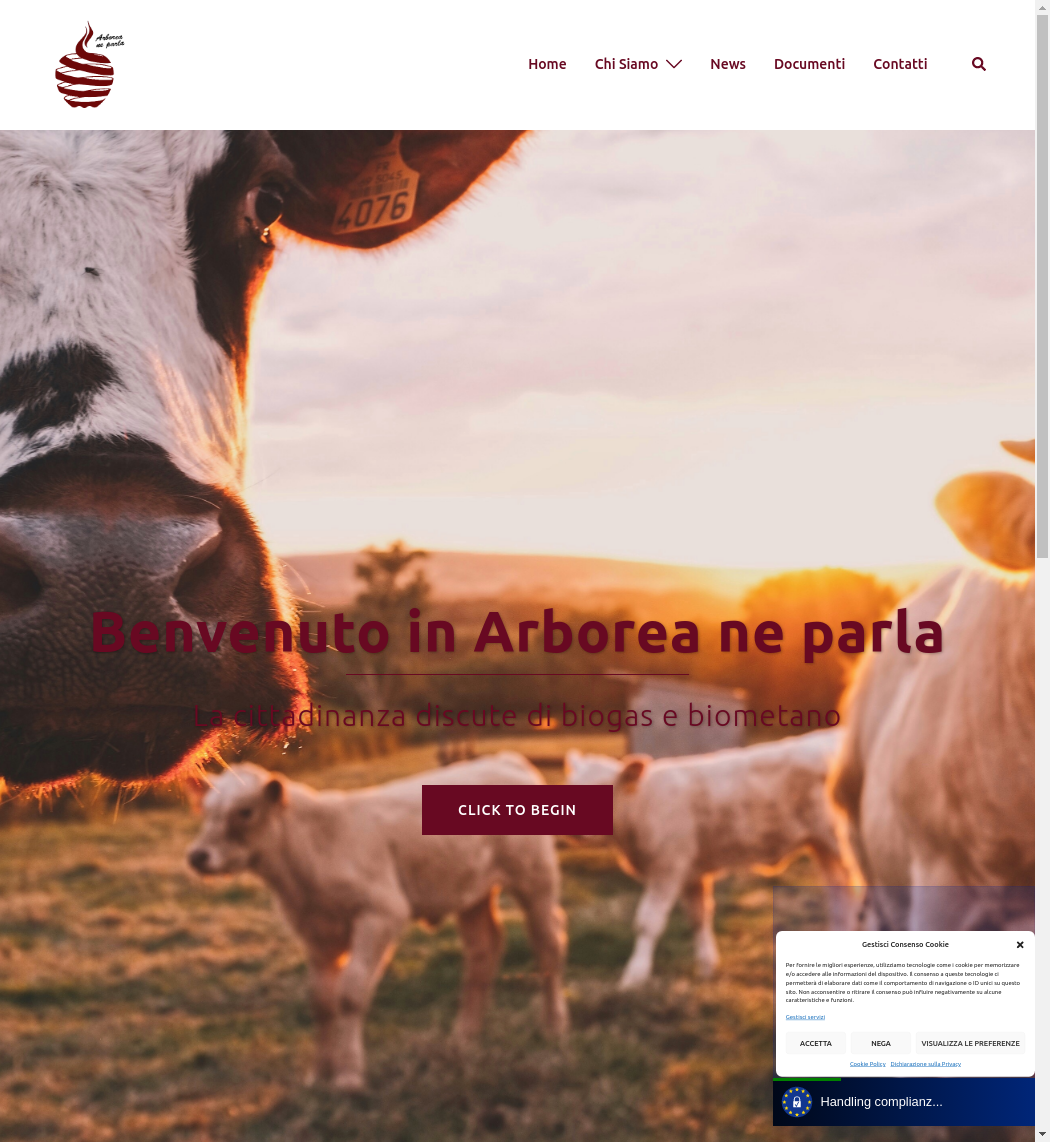 Arborea
ne parla
Home
Chi Siamo
News
Documenti
Contatti
FR
4076
Benvenuto in Arborea ne parla
La cittadinanza discute di biogas e biometano
CLICK TO BEGIN
Gestisci Consenso Cookie
Per fornire le migliori esperienze, utilizziamo tecnologie come i cookie per memorizzare
e/o accedere alle informazioni del dispositivo. Il consenso a queste tecnologie ci
permetterà di elaborare dati come il comportamento di navigazione o ID unici su questo
sito. Non acconsentire o ritirare il consenso può influire negativamente su alcune
caratteristiche e funzioni.
Gestisci servizi
ACCETTA
NEGA
VISUALIZZA LE PREFERENZE
Cookie Policy
Dichiarazione sulla Privacy
Handling complianz...